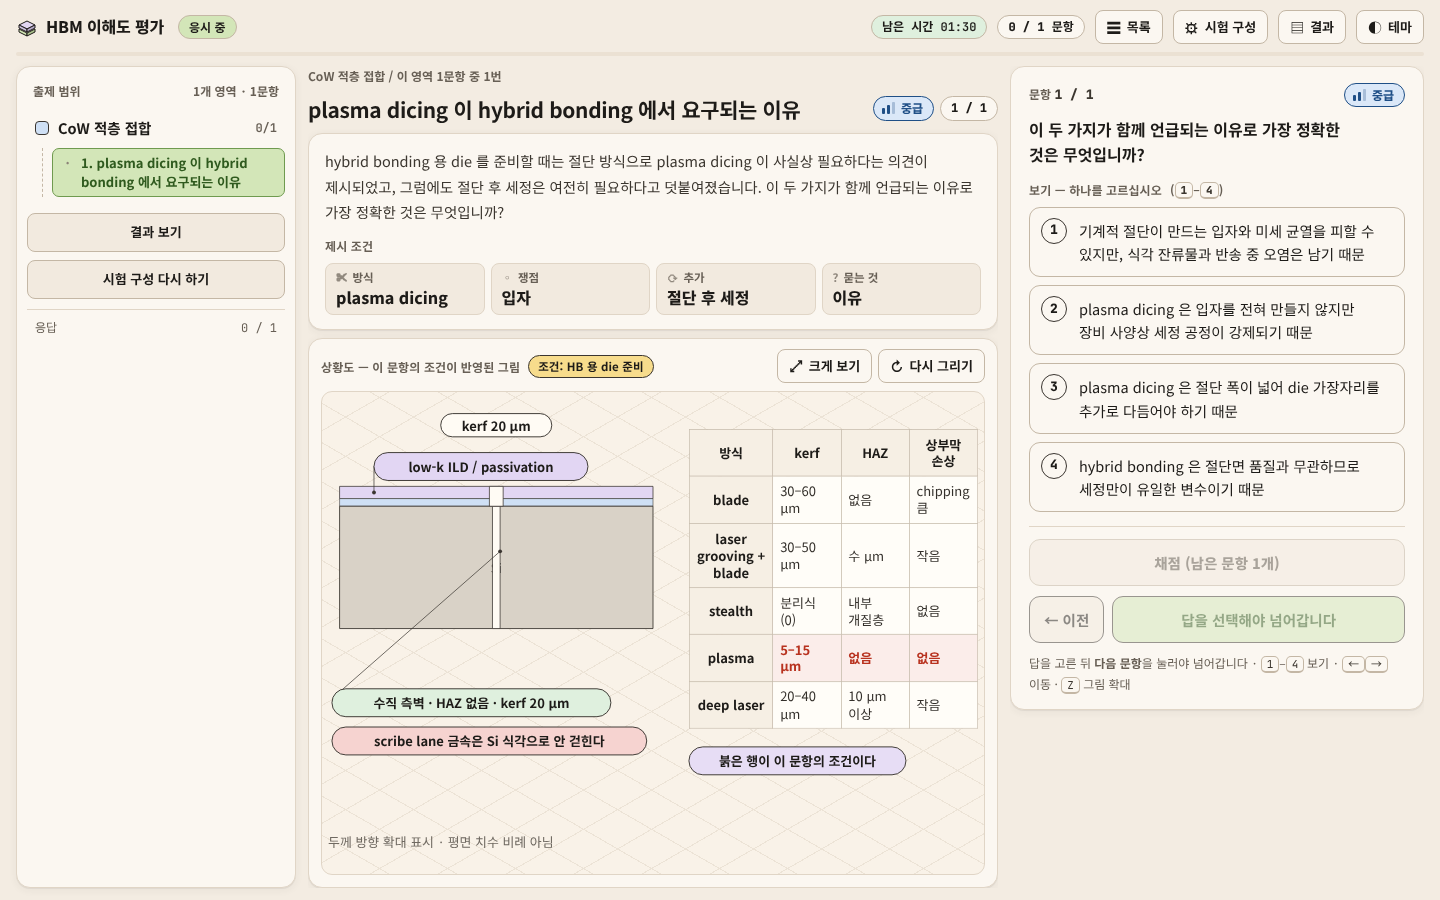 HBM 이해도 평가
응시 중
남은 시간 01:30
0 / 1 문항
목록
시험 구성
결과
테마
출제 범위
1개 영역 · 1문항
CoW 적층 접합
0/1
· 1. plasma dicing 이 hybrid
bonding 에서 요구되는 이유
결과 보기
시험 구성 다시 하기
응답
0 / 1
CoW 적층 접합 / 이 영역 1문항 중 1번
plasma dicing 이 hybrid bonding 에서 요구되는 이유
중급
1 / 1
hybrid bonding 용 die 를 준비할 때는 절단 방식으로 plasma dicing 이 사실상 필요하다는 의견이
제시되었고, 그럼에도 절단 후 세정은 여전히 필요하다고 덧붙여졌습니다. 이 두 가지가 함께 언급되는 이유로
가장 정확한 것은 무엇입니까?
제시 조건
방식
plasma dicing
쟁점
입자
추가
절단 후 세정
? 묻는 것
이유
상황도 — 이 문항의 조건이 반영된 그림
조건: HB 용 die 준비
크게 보기
다시 그리기
kerf 20 µm
low-k ILD / passivation
수직 측벽 · HAZ 없음 · kerf 20 µm
scribe lane 금속은 Si 식각으로 안 걷힌다
방식
kerf
HAZ
상부막
손상
blade
30–60
µm
없음
chipping
큼
laser
grooving +
blade
30–50
µm
수 µm
작음
stealth
분리식
(0)
내부
개질층
없음
plasma
5–15
µm
없음
없음
deep laser
20–40
µm
10 µm
이상
작음
붉은 행이 이 문항의 조건이다
두께 방향 확대 표시 · 평면 치수 비례 아님
문항 1 / 1
중급
이 두 가지가 함께 언급되는 이유로 가장 정확한
것은 무엇입니까?
보기 — 하나를 고르십시오 (1–4)
1 기계적 절단이 만드는 입자와 미세 균열을 피할 수
있지만, 식각 잔류물과 반송 중 오염은 남기 때문
2 plasma dicing 은 입자를 전혀 만들지 않지만
장비 사양상 세정 공정이 강제되기 때문
3 plasma dicing 은 절단 폭이 넓어 die 가장자리를
추가로 다듬어야 하기 때문
4 hybrid bonding 은 절단면 품질과 무관하므로
세정만이 유일한 변수이기 때문
채점 (남은 문항 1개)
← 이전
답을 선택해야 넘어갑니다
답을 고른 뒤 다음 문항을 눌러야 넘어갑니다 · 1–4 보기 · ← →
이동 · Z 그림 확대